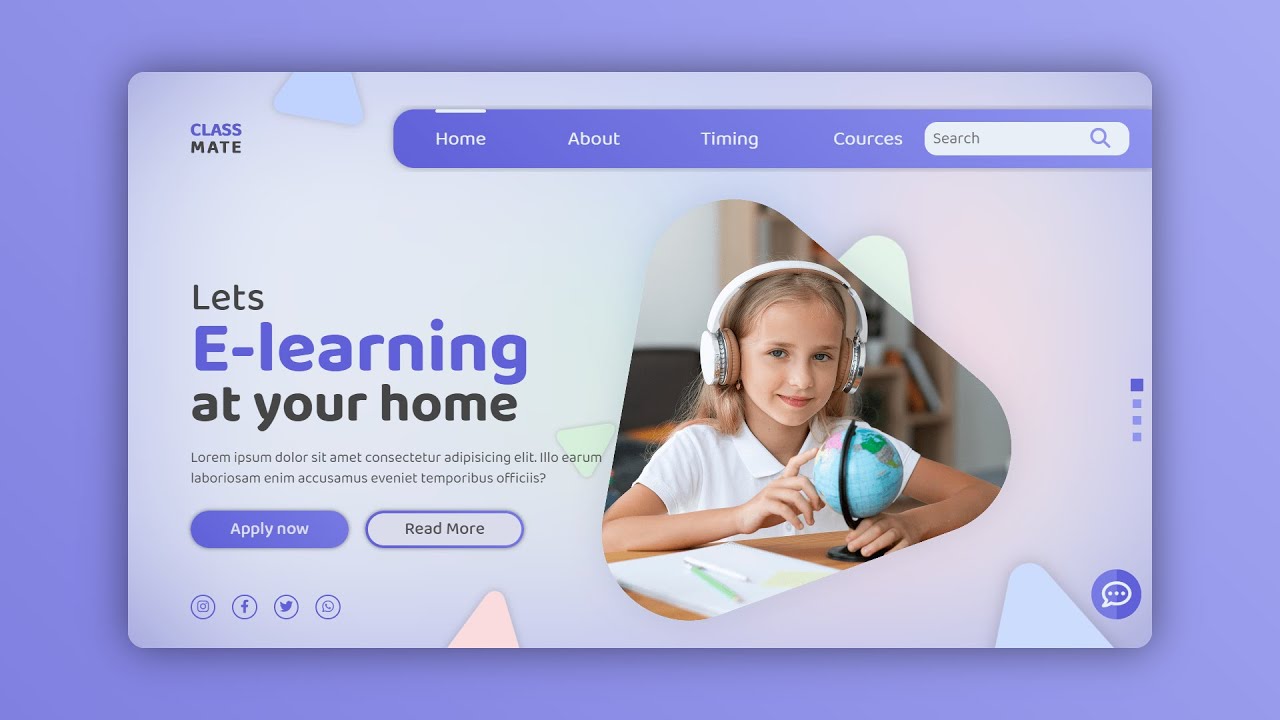 CLASS
MATE
Home About Timing Cources Search
Lets
E-learning
at your home
Lorem ipsum dolor sit amet consectetur adipisicing elit. Illo earum
laboriosam enim accusamus eveniet temporibus officiis?
Apply now Read More